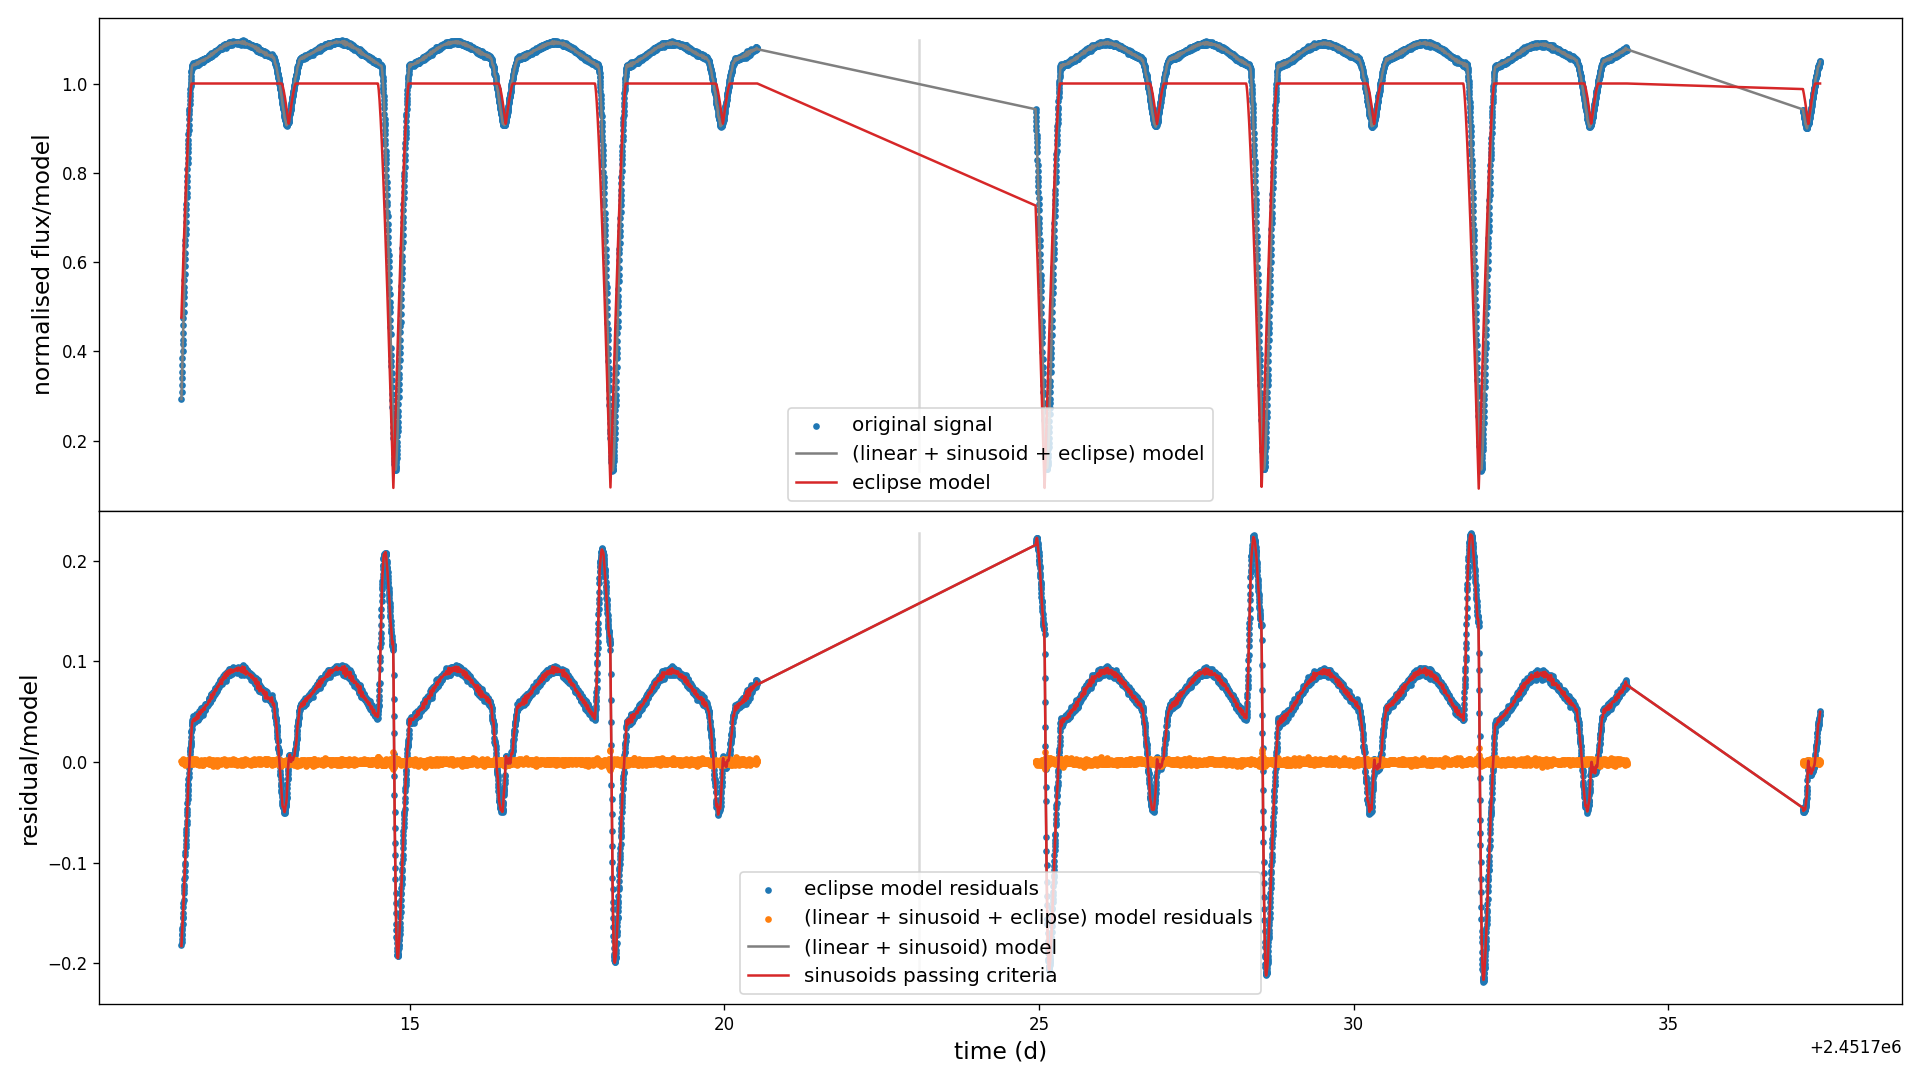 1.0
0.8
0.6
0.4
0.2
normalised flux/model
original signal
(linear + sinusoid + eclipse) model
eclipse model
0.2
0.1
0.0
−0.1
−0.2
residual/model
eclipse model residuals
(linear + sinusoid + eclipse) model residuals
(linear + sinusoid) model
sinusoids passing criteria
15 20 25 30 35
time (d)
+2.4517e6